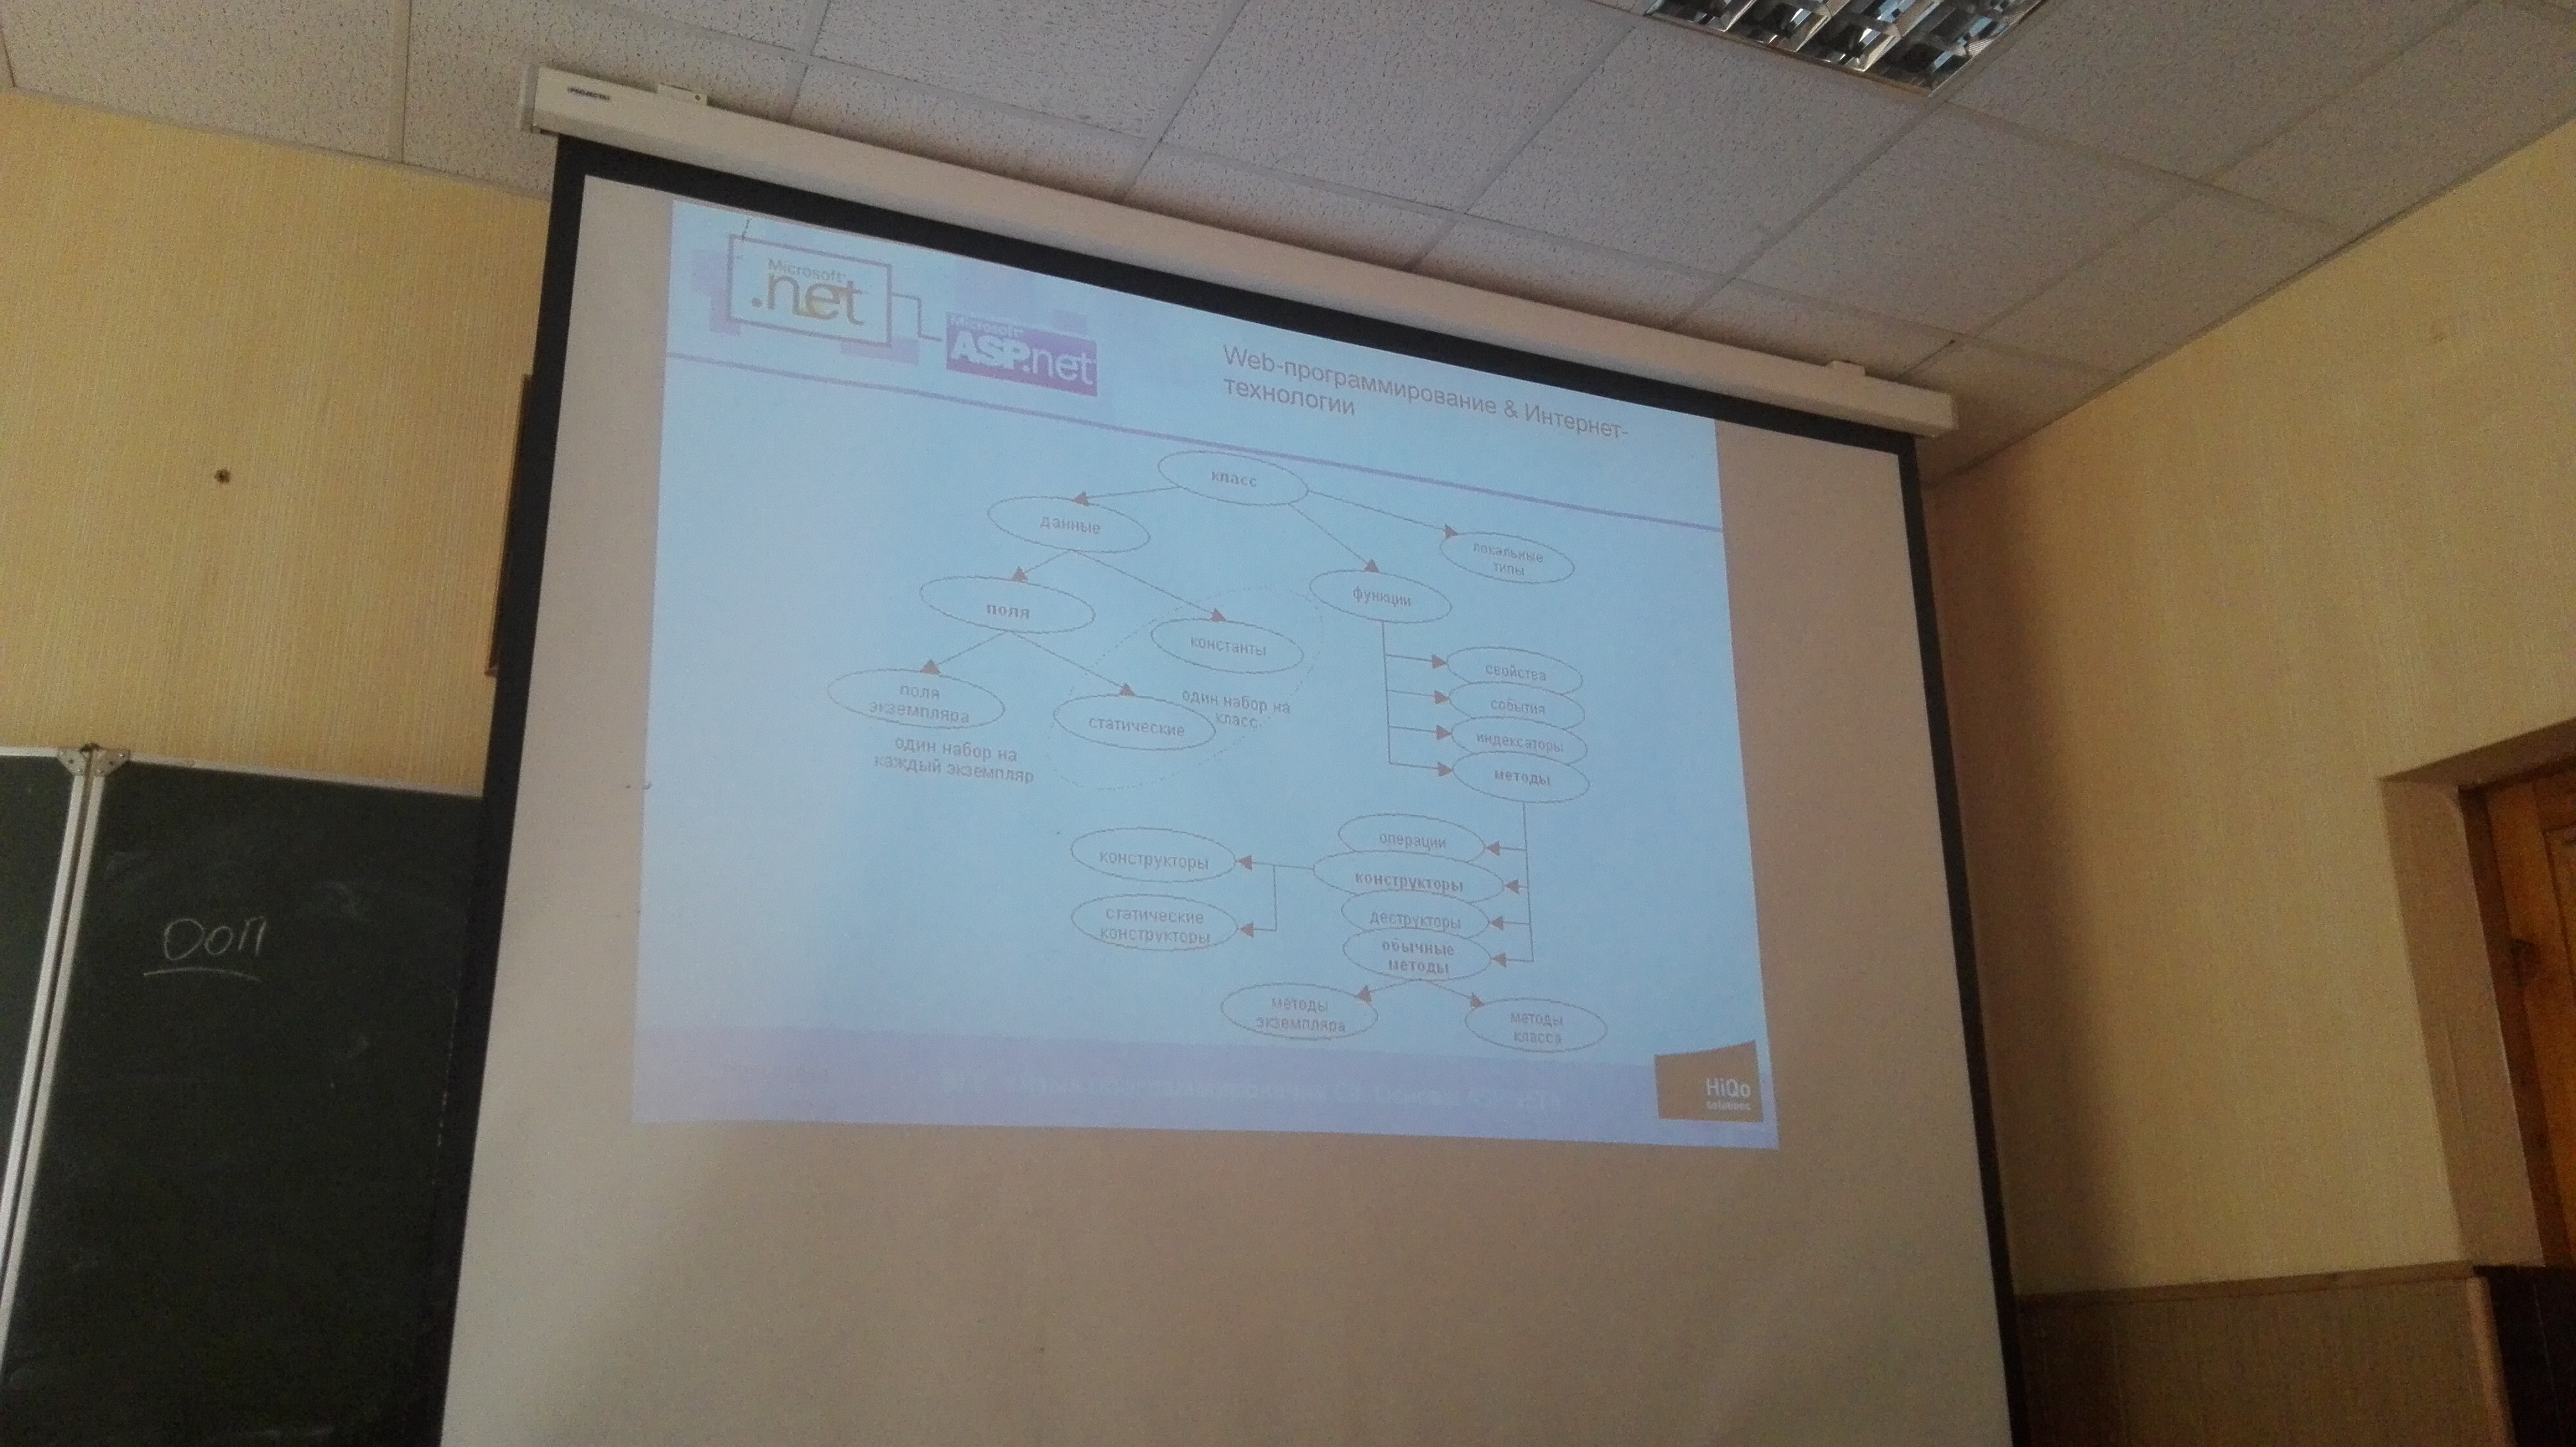 Microsoft
.net
Microsoft
ASP.net
Web-программирование & Интернет-
технологии
класс
данные
локальные
типы
поля
функции
константы
поля
экземпляра
статические
один набор на
класс
один набор на
каждый экземпляр
свойства
события
индексаторы
методы
операции
конструкторы
деструкторы
обычные
методы
конструкторы
статические
конструкторы
методы
экземпляра
методы
класса
HiQo
solutions
ООП